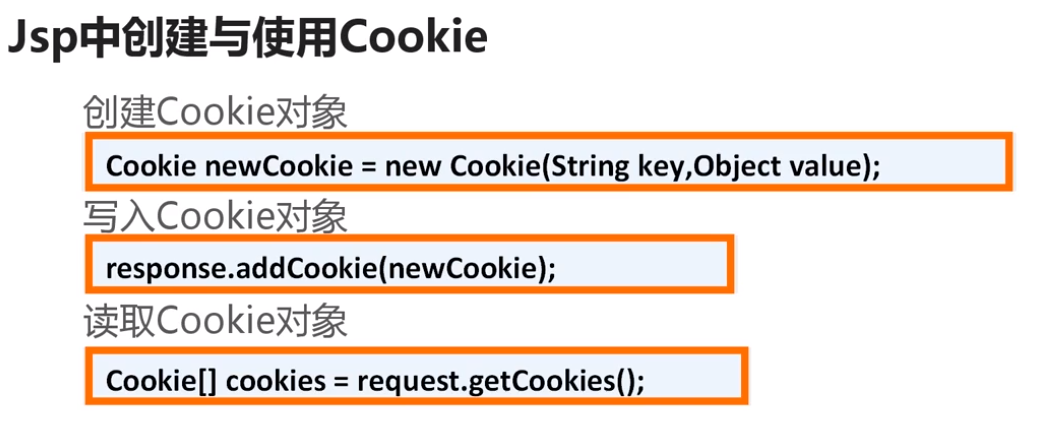 Jsp中创建与使用Cookie
创建Cookie对象
Cookie newCookie = new Cookie(String key,Object value);
写入Cookie对象
response.addCookie(newCookie);
读取Cookie对象
Cookie[] cookies = request.getCookies();